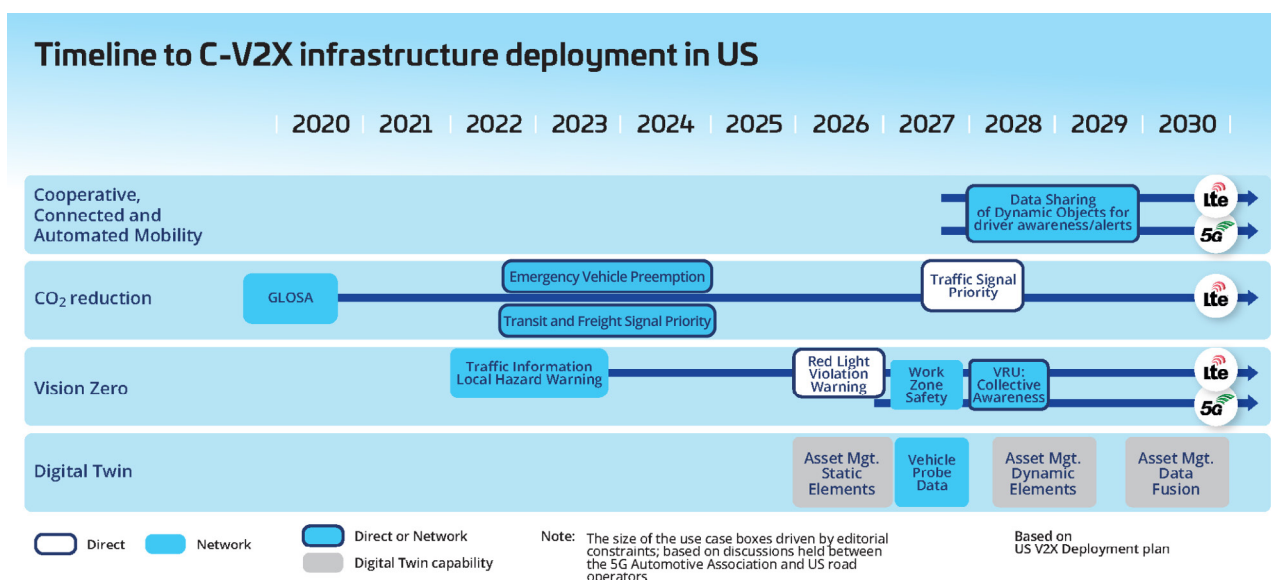 Timeline to C-V2X infrastructure deployment in US
2020 2021 2022 2023 2024 2025 2026 2027 2028 2029 2030
Cooperative,
Connected and
Automated Mobility
Data Sharing
of Dynamic Objects for
driver awareness/alerts
Lte
5G
CO₂ reduction
GLOSA
Emergency Vehicle Preemption
Transit and Freight Signal Priority
Traffic Signal
Priority
Lte
Vision Zero
Traffic Information
Local Hazard Warning
Red Light
Violation
Warning
Work
Zone
Safety
VRU:
Collective
Awareness
Lte
5G
Digital Twin
Asset Mgt.
Static
Elements
Vehicle
Probe
Data
Asset Mgt.
Dynamic
Elements
Asset Mgt.
Data
Fusion
Direct
Network
Direct or Network
Digital Twin capability
Note: The size of the use case boxes driven by editorial
constraints; based on discussions held between
the 5G Automotive Association and US road
operators
Based on
US V2X Deployment plan